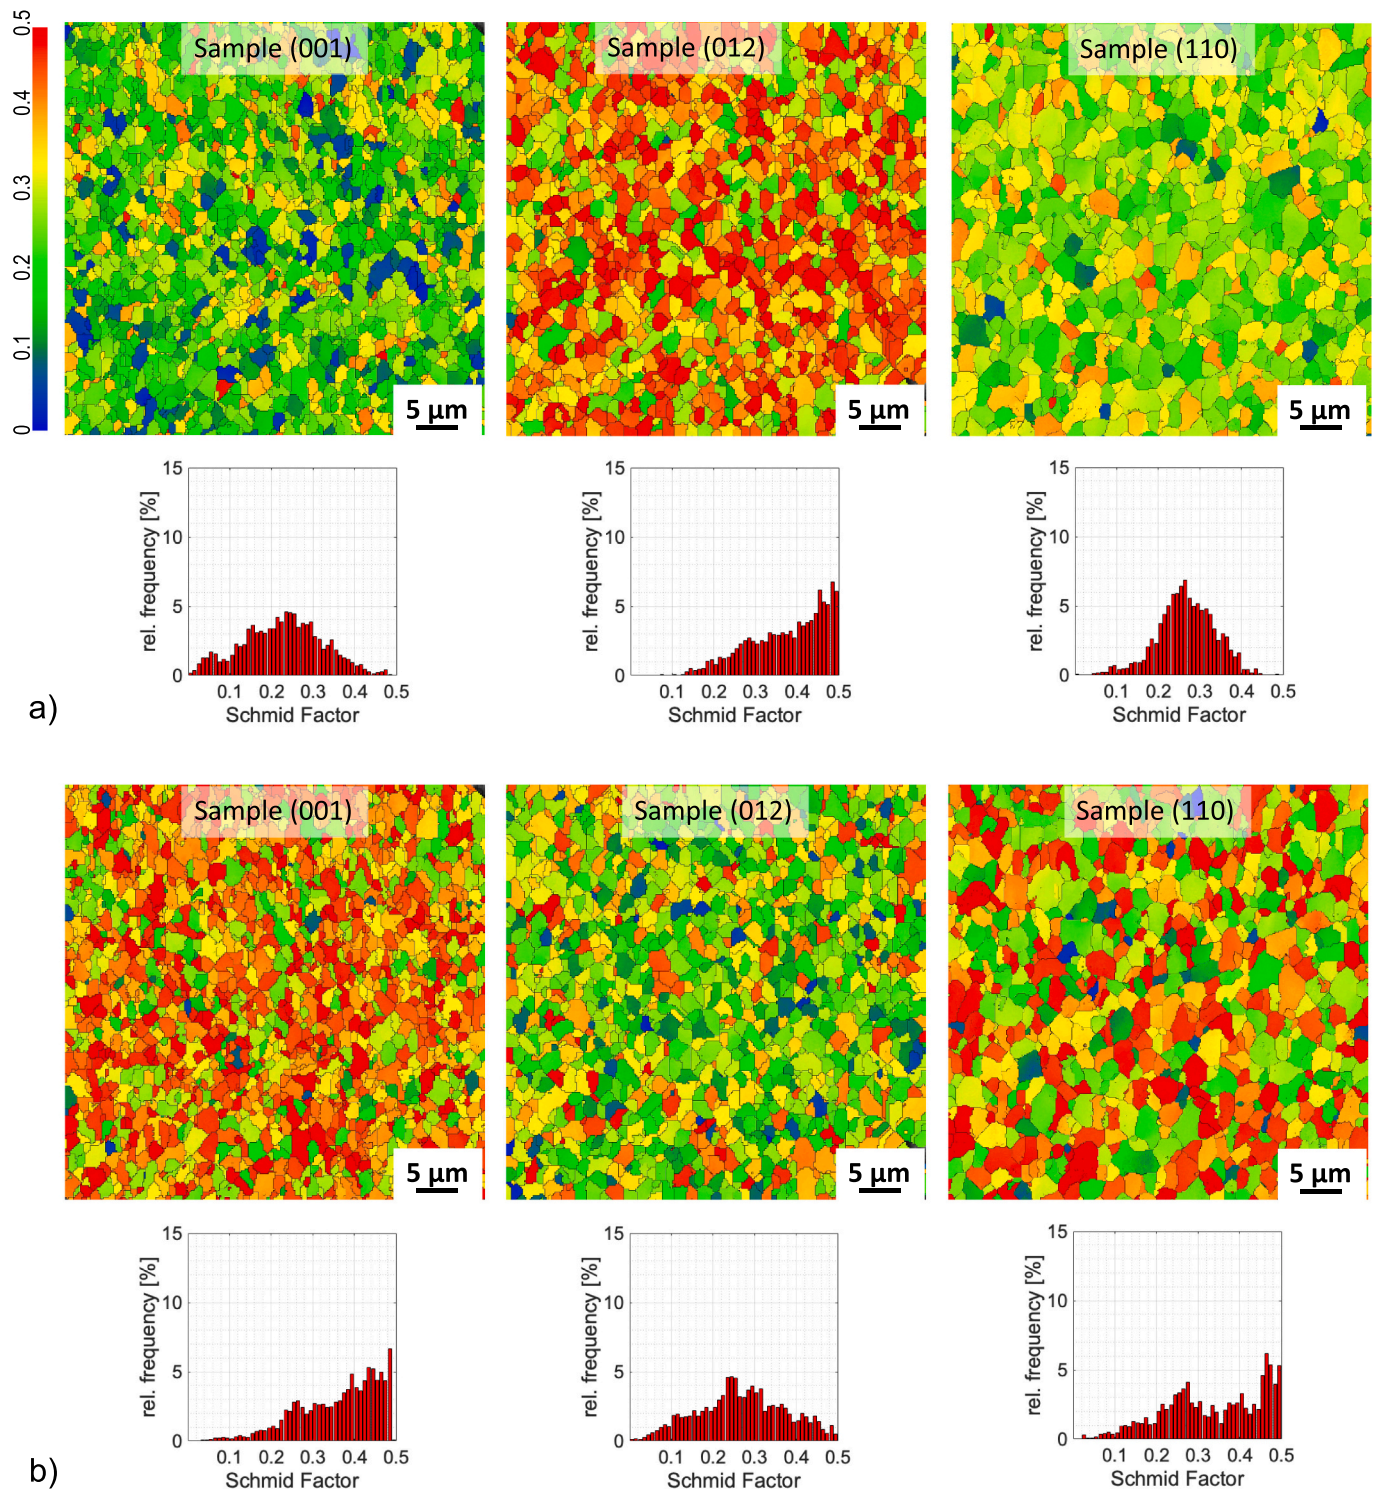 0.5
0.4
0.3
0.2
0.1
0
Sample (001)
Sample (012)
Sample (110)
5 µm
5 µm
5 µm
15
10
5
0
rel. frequency [%]
0.1 0.2 0.3 0.4 0.5
Schmid Factor
15
10
5
0
rel. frequency [%]
0.1 0.2 0.3 0.4 0.5
Schmid Factor
15
10
5
0
rel. frequency [%]
0.1 0.2 0.3 0.4 0.5
Schmid Factor
a)
Sample (001)
Sample (012)
Sample (110)
5 µm
5 µm
5 µm
15
10
5
0
rel. frequency [%]
0.1 0.2 0.3 0.4 0.5
Schmid Factor
15
10
5
0
rel. frequency [%]
0.1 0.2 0.3 0.4 0.5
Schmid Factor
15
10
5
0
rel. frequency [%]
0.1 0.2 0.3 0.4 0.5
Schmid Factor
b)